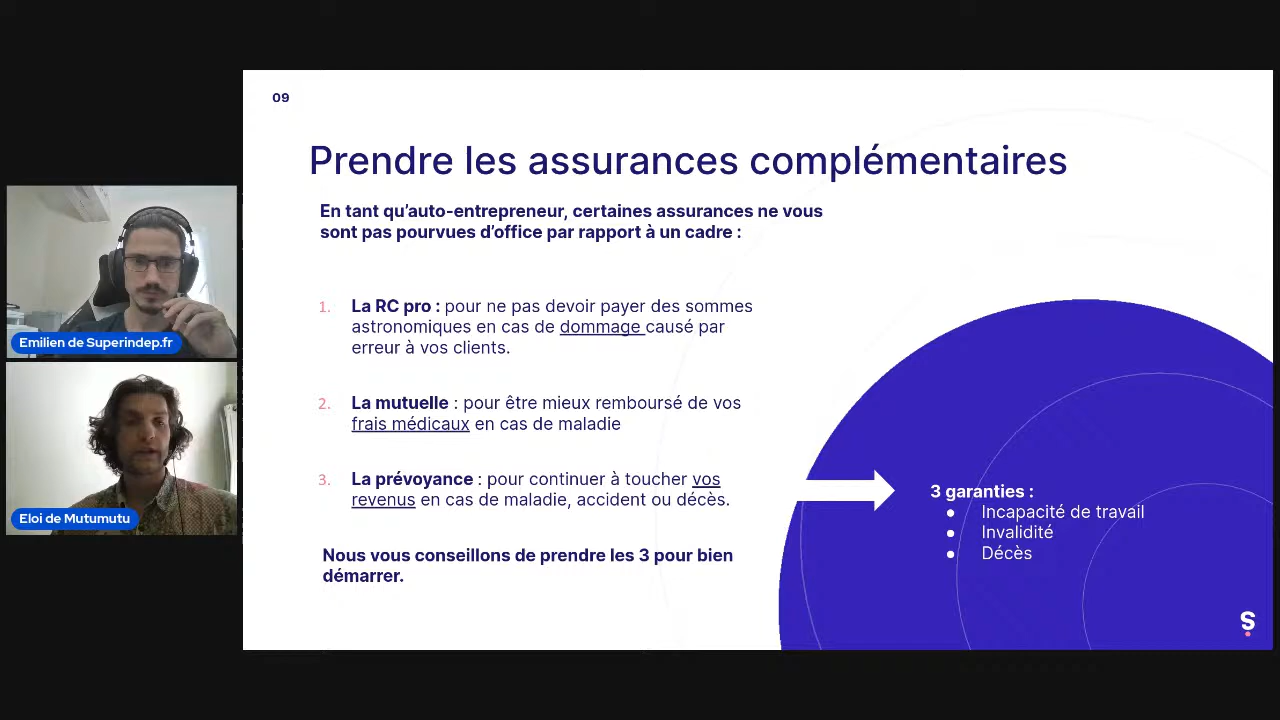 09
Prendre les assurances complémentaires
En tant qu’auto-entrepreneur, certaines assurances ne vous
sont pas pourvues d’office par rapport à un cadre :
1. La RC pro : pour ne pas devoir payer des sommes
astronomiques en cas de dommage causé par
erreur à vos clients.
2. La mutuelle : pour être mieux remboursé de vos
frais médicaux en cas de maladie
3. La prévoyance : pour continuer à toucher vos
revenus en cas de maladie, accident ou décès.
Nous vous conseillons de prendre les 3 pour bien
démarrer.
3 garanties :
● Incapacité de travail
● Invalidité
● Décès
S
Emilien de Superindep.fr
Eloi de Mutumutu